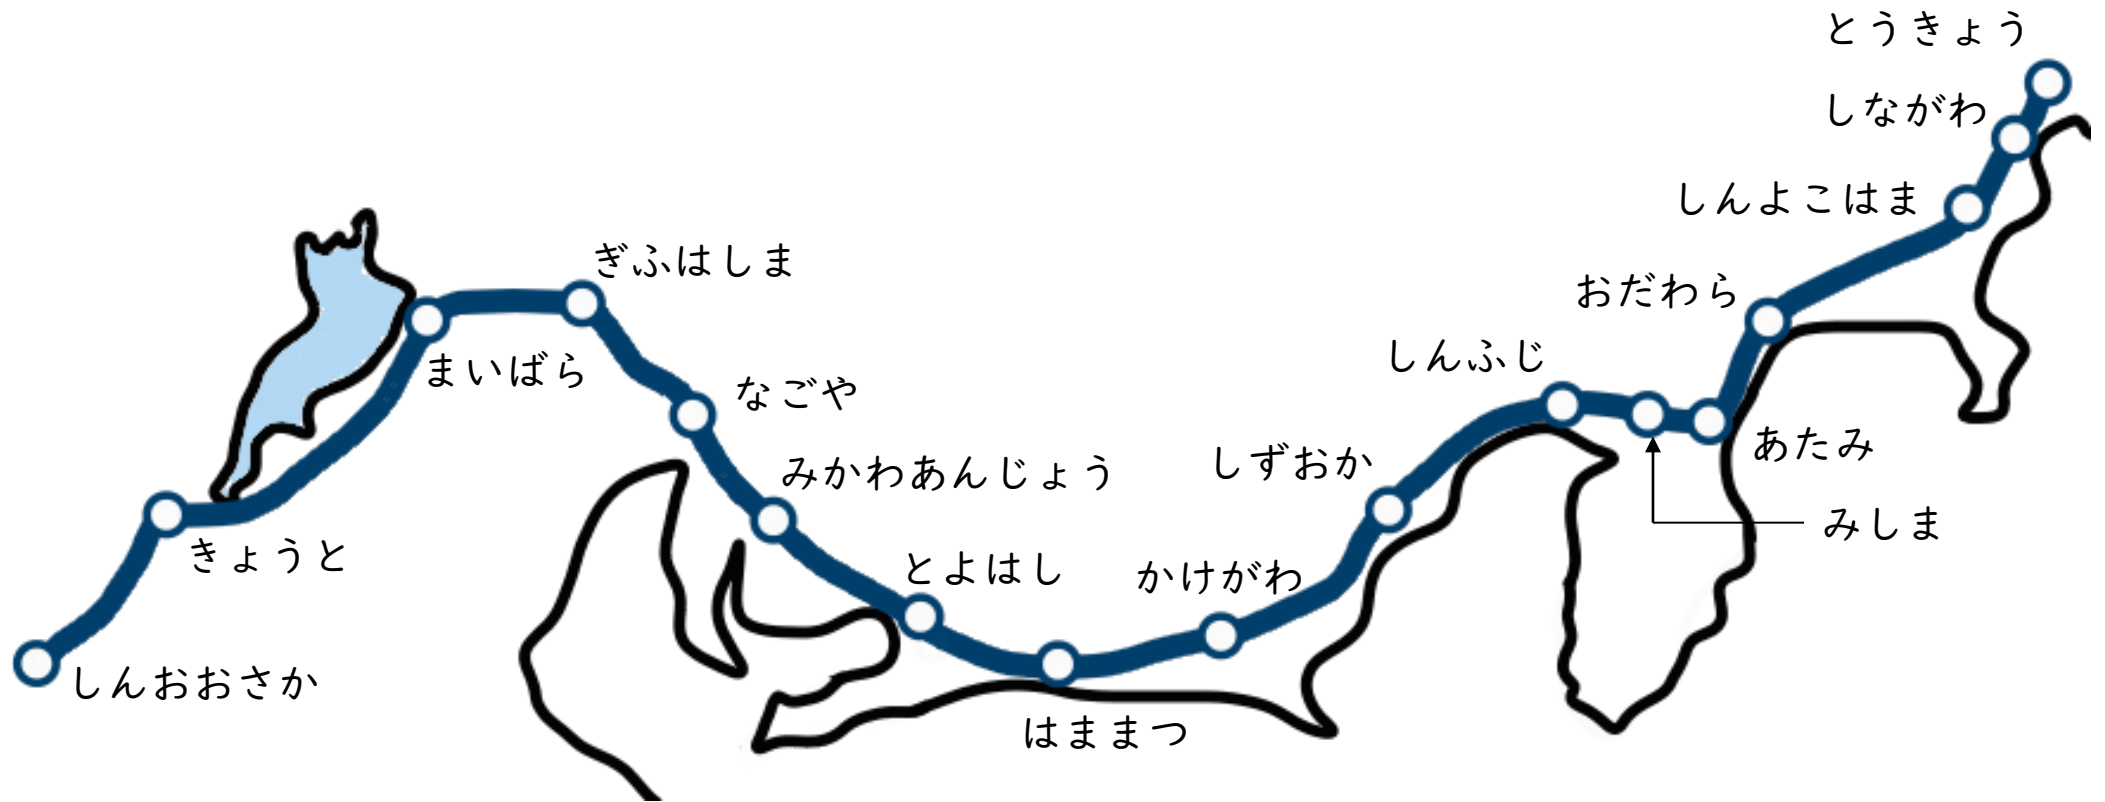 とうきょう
しながわ
しんよこはま
おだわら
あたみ
みしま
しんふじ
しずおか
かけがわ
はままつ
とよはし
みかわあんじょう
なごや
ぎふはしま
まいばら
きょうと
しんおおさか